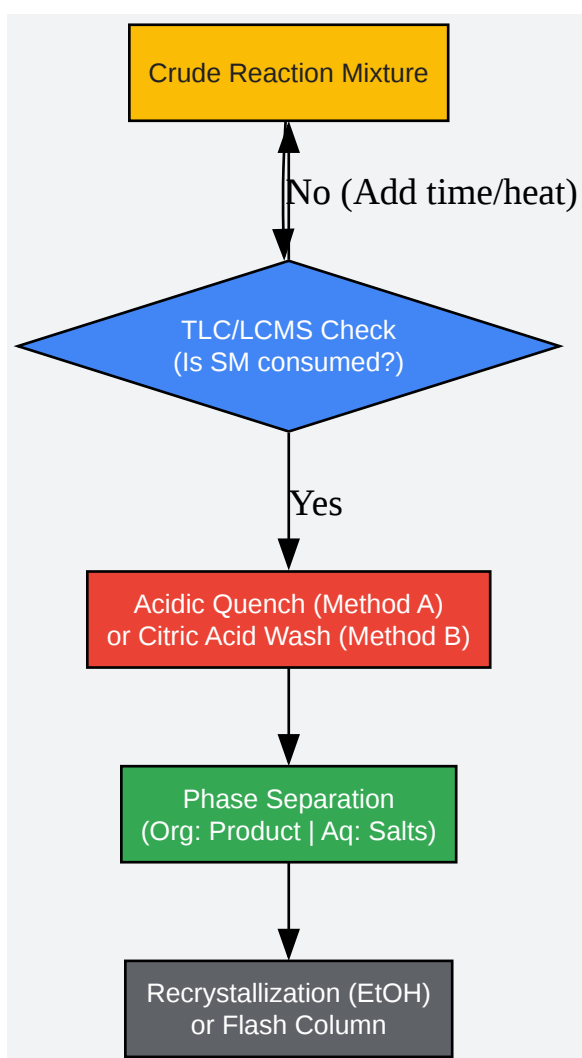 Crude Reaction Mixture
No (Add time/heat)
TLC/LCMS Check
(Is SM consumed?)
Yes
Acidic Quench (Method A)
or Citric Acid Wash (Method B)
Phase Separation
(Org: Product | Aq: Salts)
Recrystallization (EtOH)
or Flash Column